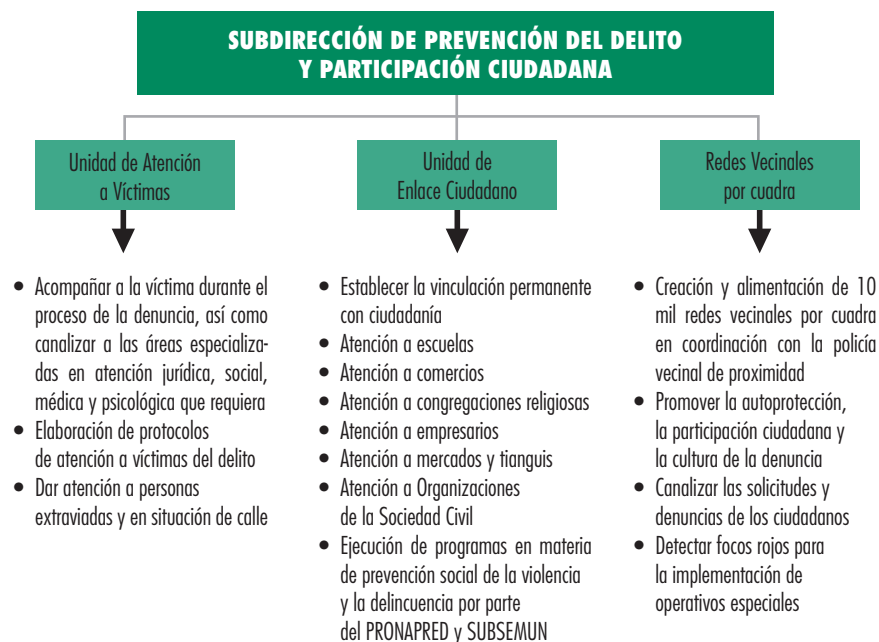 SUBDIRECCIÓN DE PREVENCIÓN DEL DELITO
Y PARTICIPACIÓN CIUDADANA
Unidad de Atención
a Víctimas
• Acompañar a la víctima durante el
proceso de la denuncia, así como
canalizar a las áreas especializa-
das en atención jurídica, social,
médica y psicológica que requiera
• Elaboración de protocolos
de atención a víctimas del delito
• Dar atención a personas
extraviadas y en situación de calle
Unidad de
Enlace Ciudadano
• Establecer la vinculación permanente
con ciudadanía
• Atención a escuelas
• Atención a comercios
• Atención a congregaciones religiosas
• Atención a empresarios
• Atención a mercados y tianguis
• Atención a Organizaciones
de la Sociedad Civil
• Ejecución de programas en materia
de prevención social de la violencia
y la delincuencia por parte
del PRONAPRED y SUBSEMUN
Redes Vecinales
por cuadra
• Creación y alimentación de 10
mil redes vecinales por cuadra
en coordinación con la policía
vecinal de proximidad
• Promover la autoprotección,
la participación ciudadana y
la cultura de la denuncia
• Canalizar las solicitudes y
denuncias de los ciudadanos
• Detectar focos rojos para
la implementación de
operativos especiales